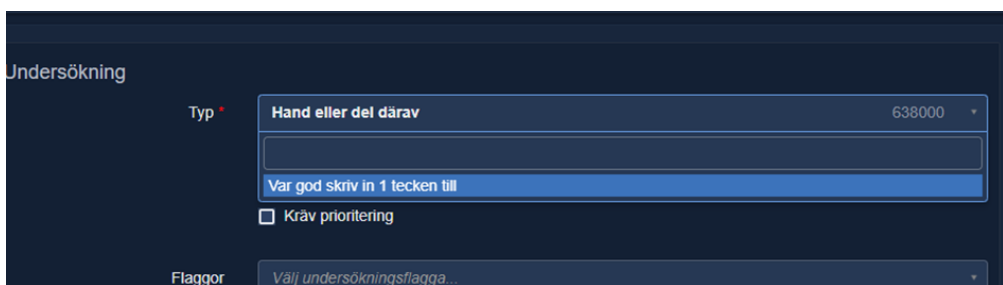 Undersökning
Typ *
Hand eller del därav 638000
Var god skriv in 1 tecken till
Kräv prioritering
Flaggor Välj undersökningsflagga...